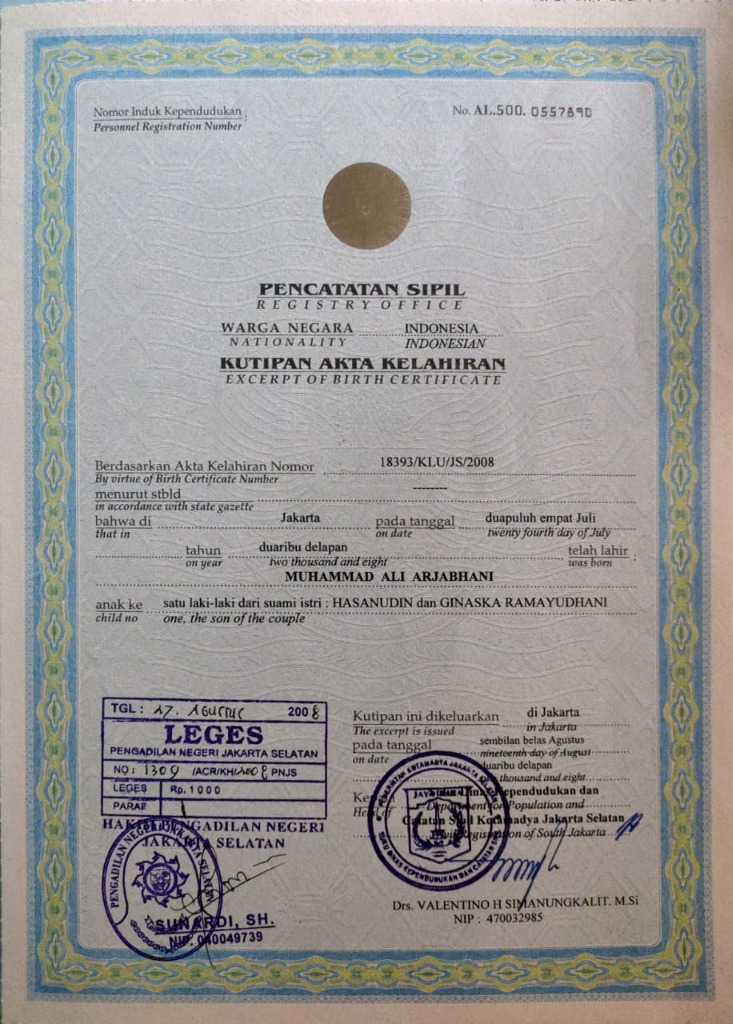 Nomor Induk Kependudukan :
Personnel Registration Number
No. AL.500. 0557890
PENCATATAN SIPIL
REGISTRY OFFICE
WARGA NEGARA INDONESIA
NATIONALITY INDONESIAN
KUTIPAN AKTA KELAHIRAN
EXCERPT OF BIRTH CERTIFICATE
Berdasarkan Akta Kelahiran Nomor 18393/KLU/JS/2008
By virtue of Birth Certificate Number
menurut stbld --------
in accordance with state gazette
bahwa di Jakarta pada tanggal duapuluh empat Juli
that in on date twenty fourth day of July
tahun duaribu delapan telah lahir :
on year two thousand and eight was born
MUHAMMAD ALI ARJABHANI
anak ke satu laki-laki dari suami istri : HASANUDIN dan GINASKA RAMAYUDHANI
child no one, the son of the couple
Kutipan ini dikeluarkan di Jakarta
The excerpt is issued in Jakarta
pada tanggal sembilan belas Agustus
on date nineteenth day of August
duaribu delapan
thousand and eight
Kependudukan dan
Department for Population and
Catatan Sipil Kotamadya Jakarta Selatan
Registration of South Jakarta
Drs. VALENTINO H SIMANUNGKALIT. M.Si
NIP : 470032985
TGL : 27. Agustus 2008
LEGES
PENGADILAN NEGERI JAKARTA SELATAN
NO : 1309 /ACR/KH/2008 PNJS
LEGES Rp. 1000
PARAF
HAKIM PENGADILAN NEGERI
JAKARTA SELATAN
SUNARDI, SH.
NIP. 040049739
PENGADILAN NEGERI JAKARTA SELATAN
PEMERINTAH KOTAMADYA JAKARTA
JAYA RAYA
SUKU DINAS KEPENDUDUKAN DAN CATATAN